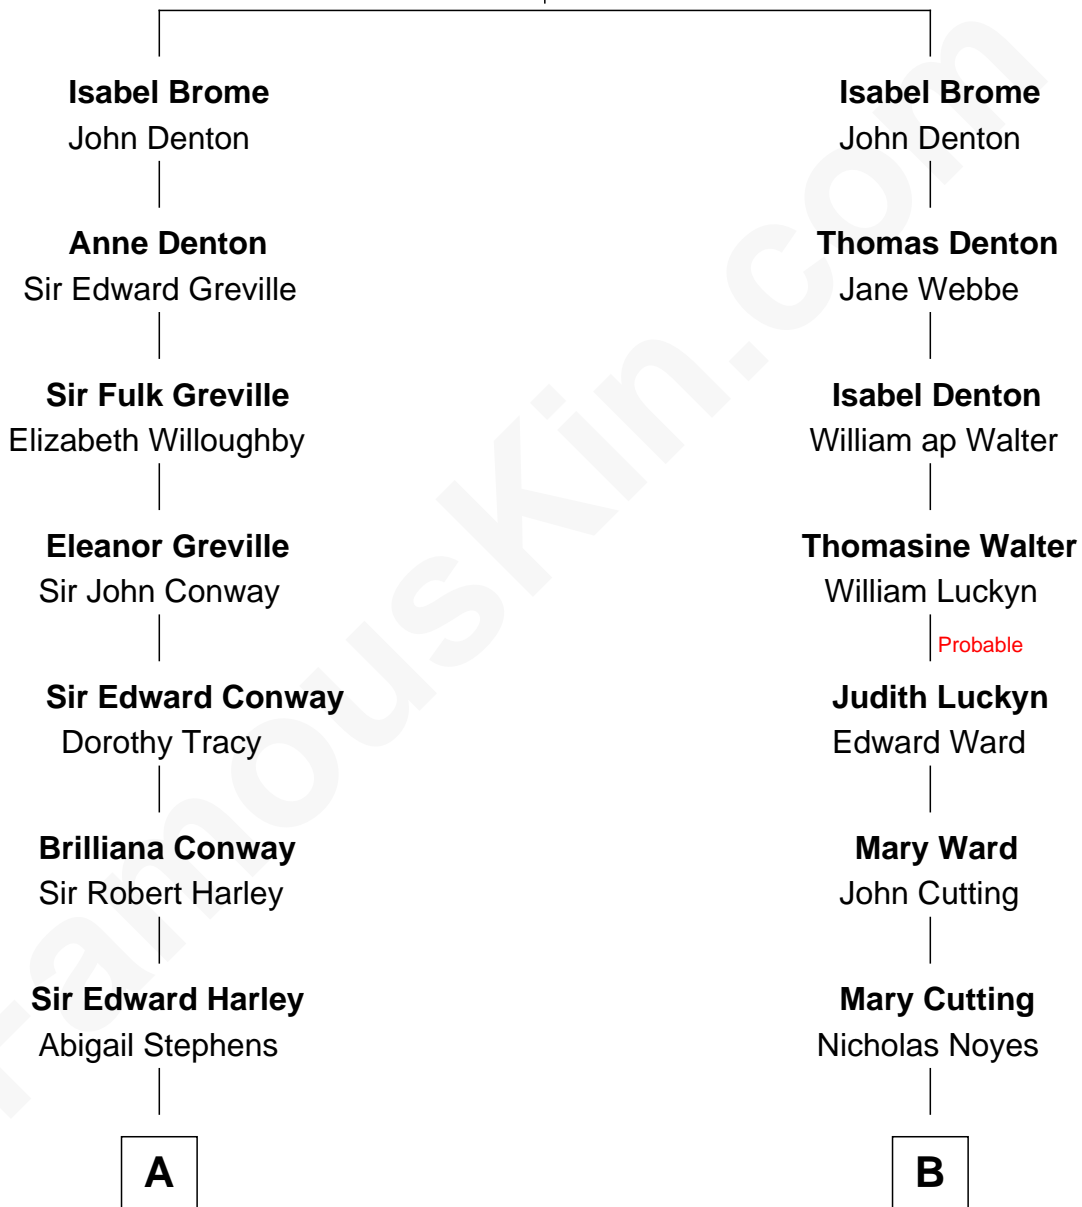 Isabel Brome
John Denton
Anne Denton
Sir Edward Greville
Sir Fulk Greville
Elizabeth Willoughby
Eleanor Greville
Sir John Conway
Sir Edward Conway
Dorothy Tracy
Brilliana Conway
Sir Robert Harley
Sir Edward Harley
Abigail Stephens
A
Isabel Brome
John Denton
Thomas Denton
Jane Webbe
Isabel Denton
William ap Walter
Thomasine Walter
William Luckyn
Probable
Judith Luckyn
Edward Ward
Mary Ward
John Cutting
Mary Cutting
Nicholas Noyes
B
FamousKin.com